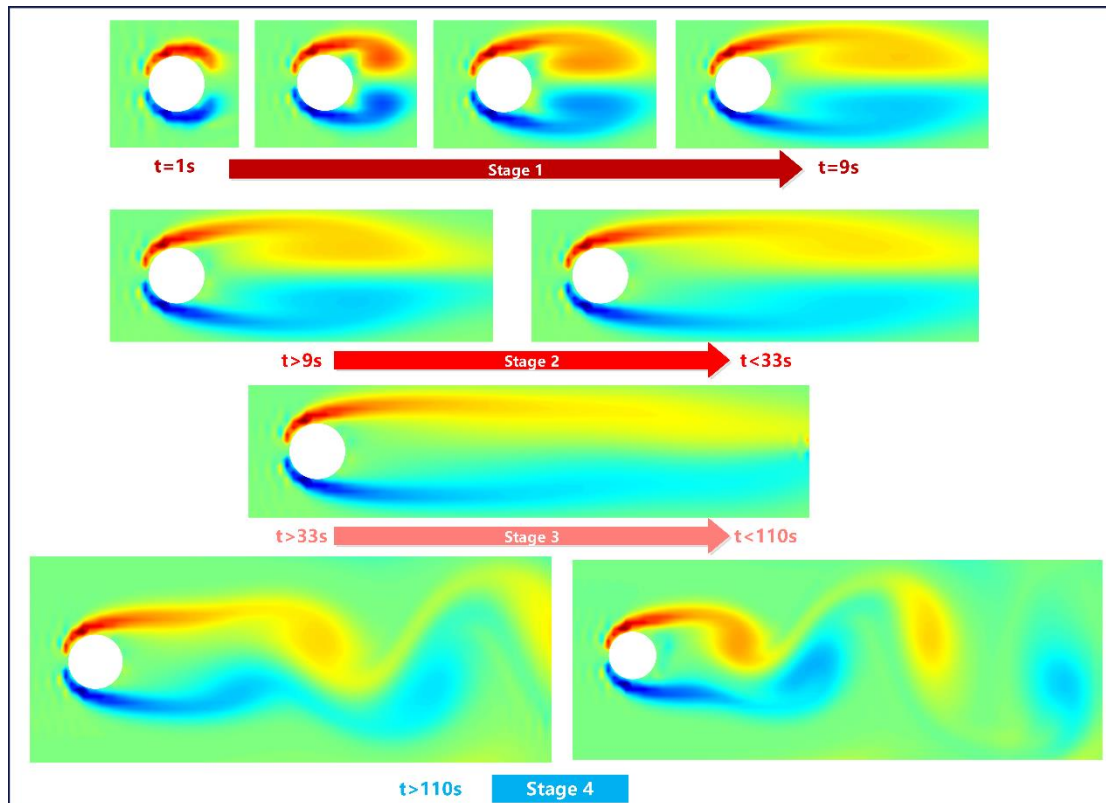 t=1s
Stage 1
t=9s
t>9s
Stage 2
t<33s
t>33s
Stage 3
t<110s
t>110s
Stage 4